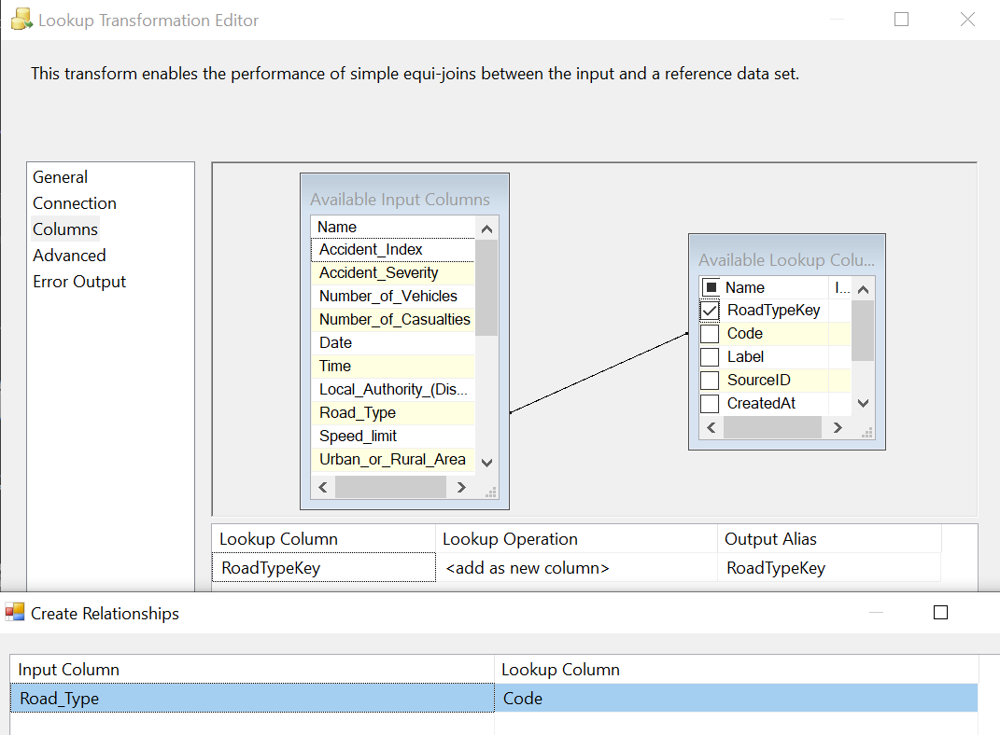 Lookup Transformation Editor
This transform enables the performance of simple equi-joins between the input and a reference data set.
General
Connection
Columns
Advanced
Error Output
Available Input Columns
Name
Accident_Index
Accident_Severity
Number_of_Vehicles
Number_of_Casualties
Date
Time
Local_Authority_(Dis...
Road_Type
Speed_limit
Urban_or_Rural_Area
Available Lookup Colu...
Name I...
RoadTypeKey
Code
Label
SourceID
CreatedAt
Lookup Column Lookup Operation Output Alias
RoadTypeKey <add as new column> RoadTypeKey
Create Relationships
Input Column Lookup Column
Road_Type Code